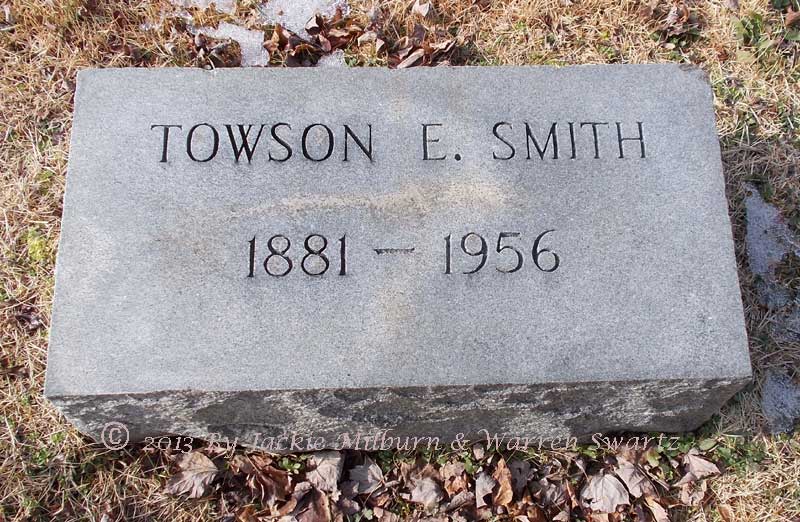 TOWSON E. SMITH
1881 – 1956
© 2013 By Jackie Milburn & Warren Swartz